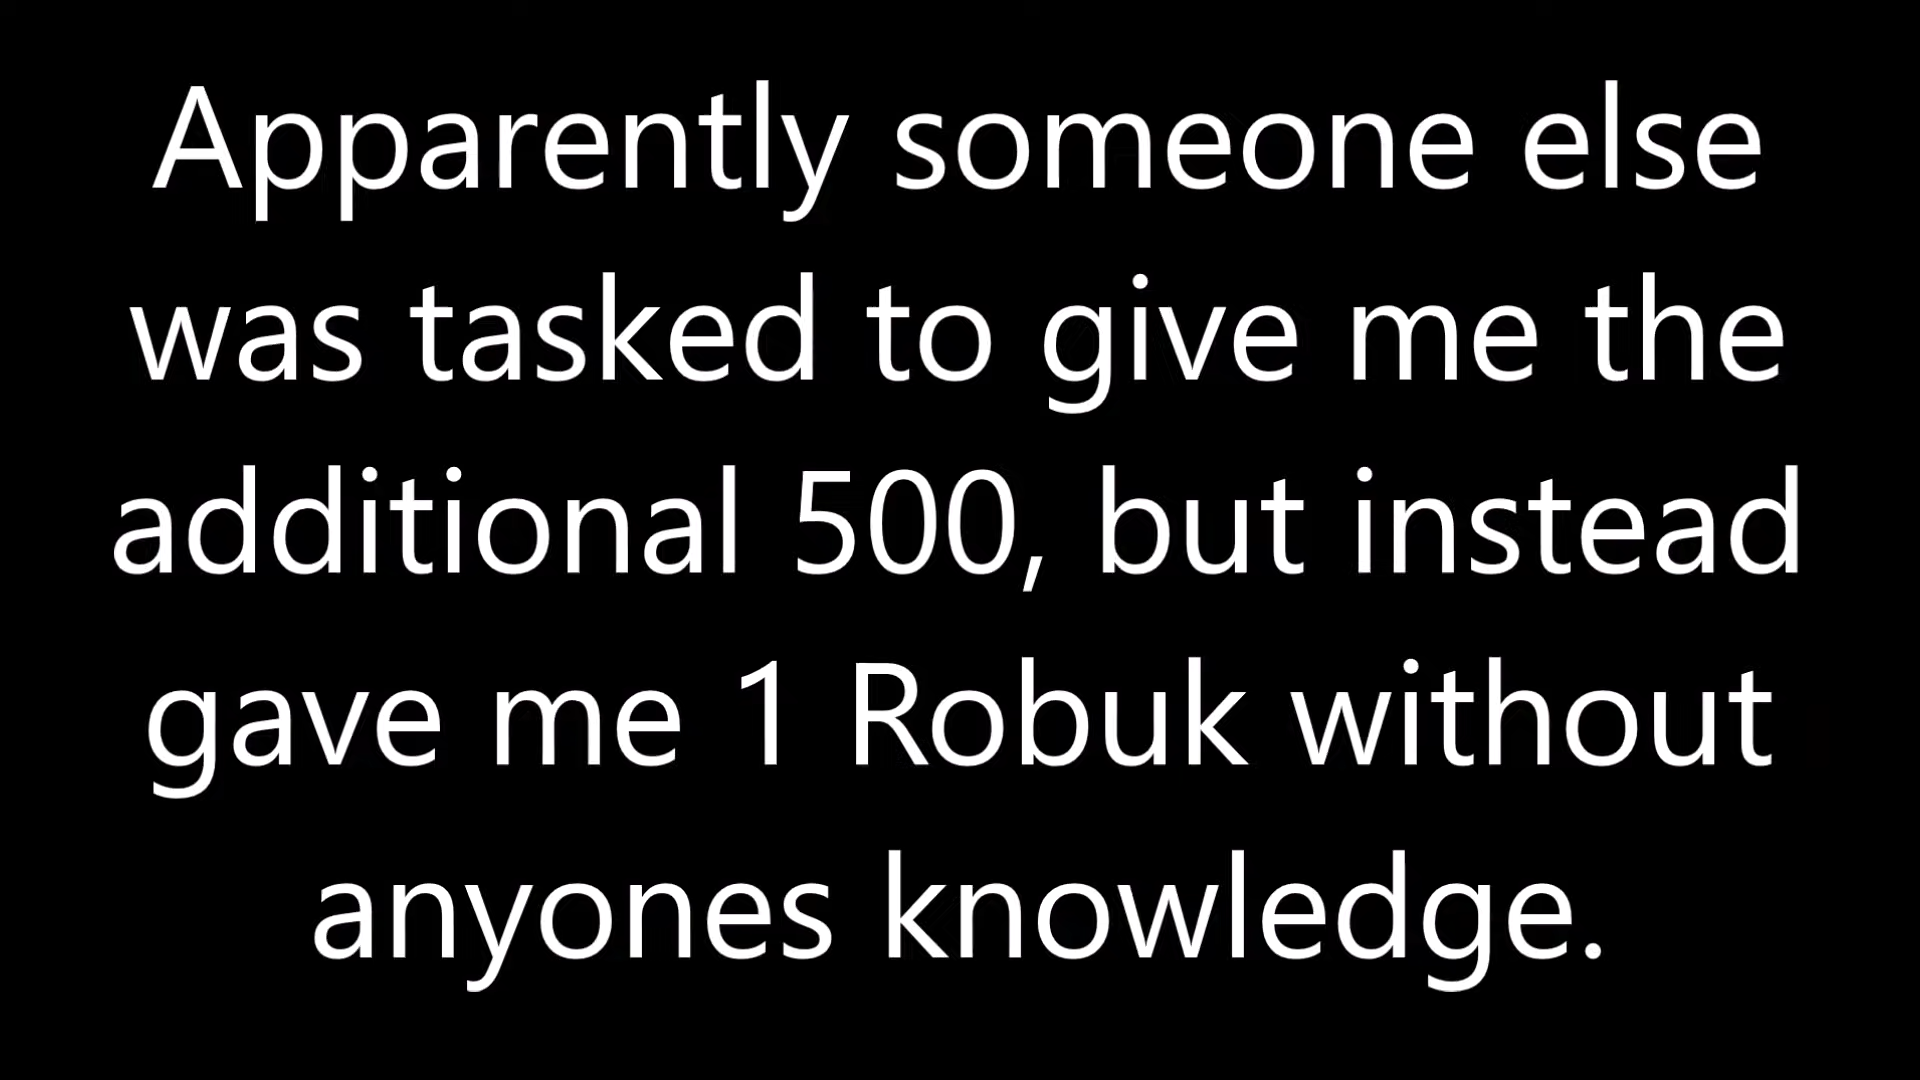 Apparently someone else
was tasked to give me the
additional 500, but instead
gave me 1 Robuk without
anyones knowledge.